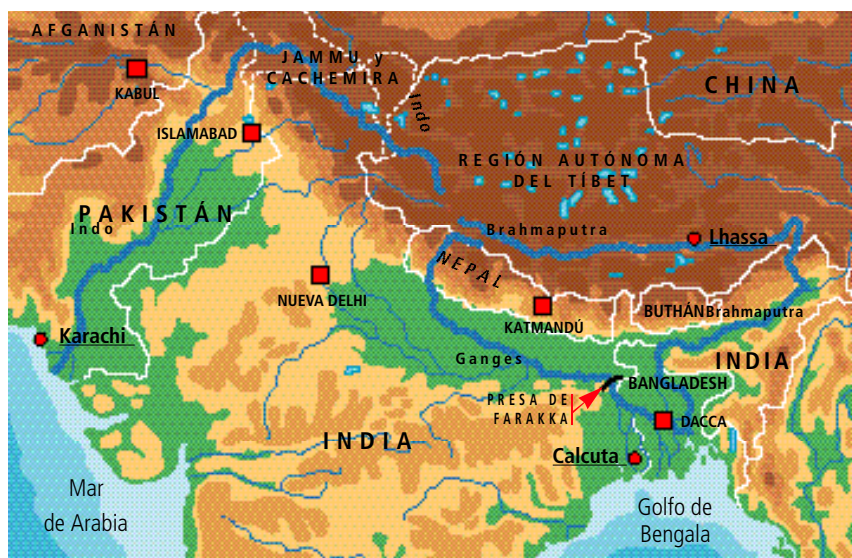 AFGANISTÁN
JAMMU y
CACHEMIRA
CHINA
KABUL
Indo
ISLAMABAD
REGIÓN AUTÓNOMA
DEL TÍBET
PAKISTÁN
Indo
Brahmaputra
Lhassa
NEPAL
NUEVA DELHI
KATMANDÚ
BUTHÁN
Brahmaputra
Karachi
Ganges
INDIA
BANGLADESH
PRESA DE
FARAKKA
DACCA
INDIA
Calcuta
Mar
de Arabia
Golfo de
Bengala